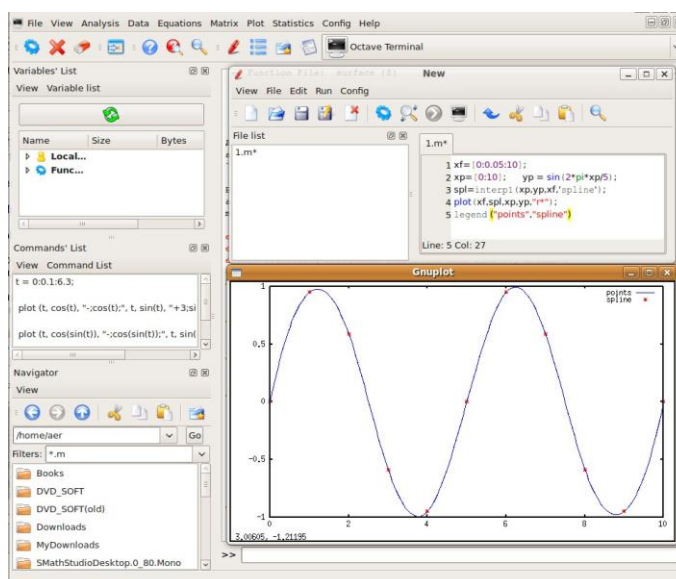 File View Analysis Data Equations Matrix Plot Statistics Config Help
Octave Terminal
Variables' List
View Variable list
Name Size Bytes
Local...
Func...
Commands' List
View Command List
t = 0:0.1:6.3;
plot (t, cos(t), "-;cos(t);", t, sin(t), "+3;si
plot (t, cos(sin(t)), "-;cos(sin(t));", t, sin(
Navigator
View
/home/aer Go
Filters: *.m
Books
DVD_SOFT
DVD_SOFT(old)
Downloads
MyDownloads
SMathStudioDesktop.0_80.Mono
New
View File Edit Run Config
File list
1.m*
1.m*
1 xf=[0:0.05:10];
2 xp=[0:10]; yp = sin(2*pi*xp/5);
3 spl=interp1(xp,yp,xf,'spline');
4 plot(xf,spl,xp,yp,"r*");
5 legend ("points","spline")
Line: 5 Col: 27
Gnuplot
points
spline
1
0.5
0
-0.5
-1
0 2 4 6 8 10
3.00605, -1.21195
>>